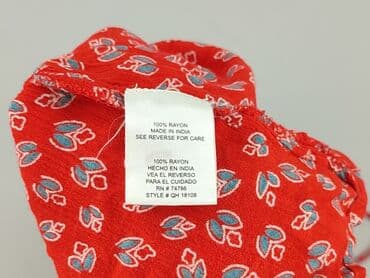 100% RAYON
MADE IN INDIA
SEE REVERSE FOR CARE
100% RAYON
HECHO EN INDIA
VEA EL REVERSO
PARA EL CUIDADO
RN # 74766
STYLE # QH 18108